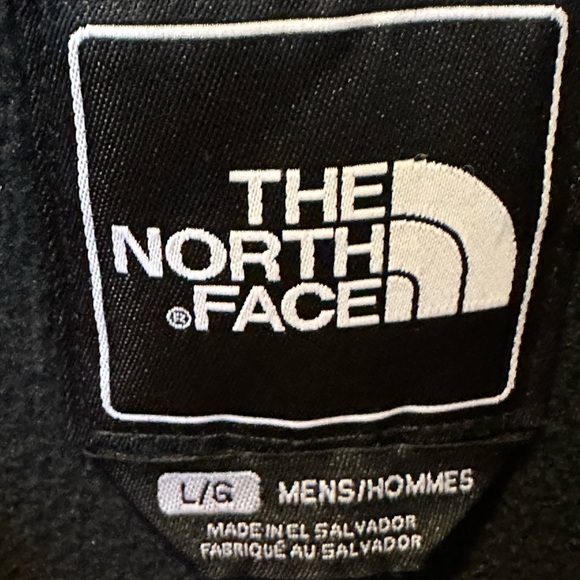 THE
NORTH
®FACE
L/G MENS/HOMMES
MADE IN EL SALVADOR
FABRIQUÉ AU SALVADOR